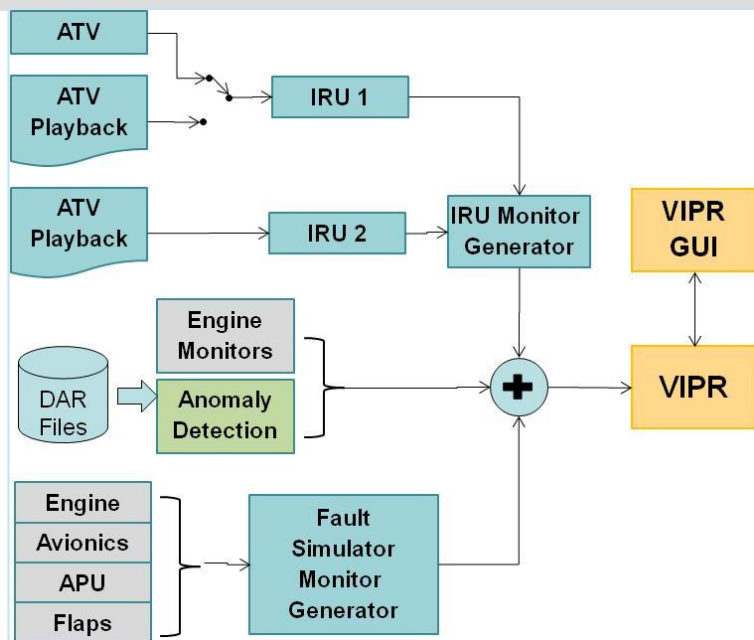 ATV
ATV
Playback
IRU 1
ATV
Playback
IRU 2
IRU Monitor
Generator
VIPR
GUI
Engine
Monitors
DAR
Files
Anomaly
Detection
+
VIPR
Engine
Avionics
APU
Flaps
Fault
Simulator
Monitor
Generator